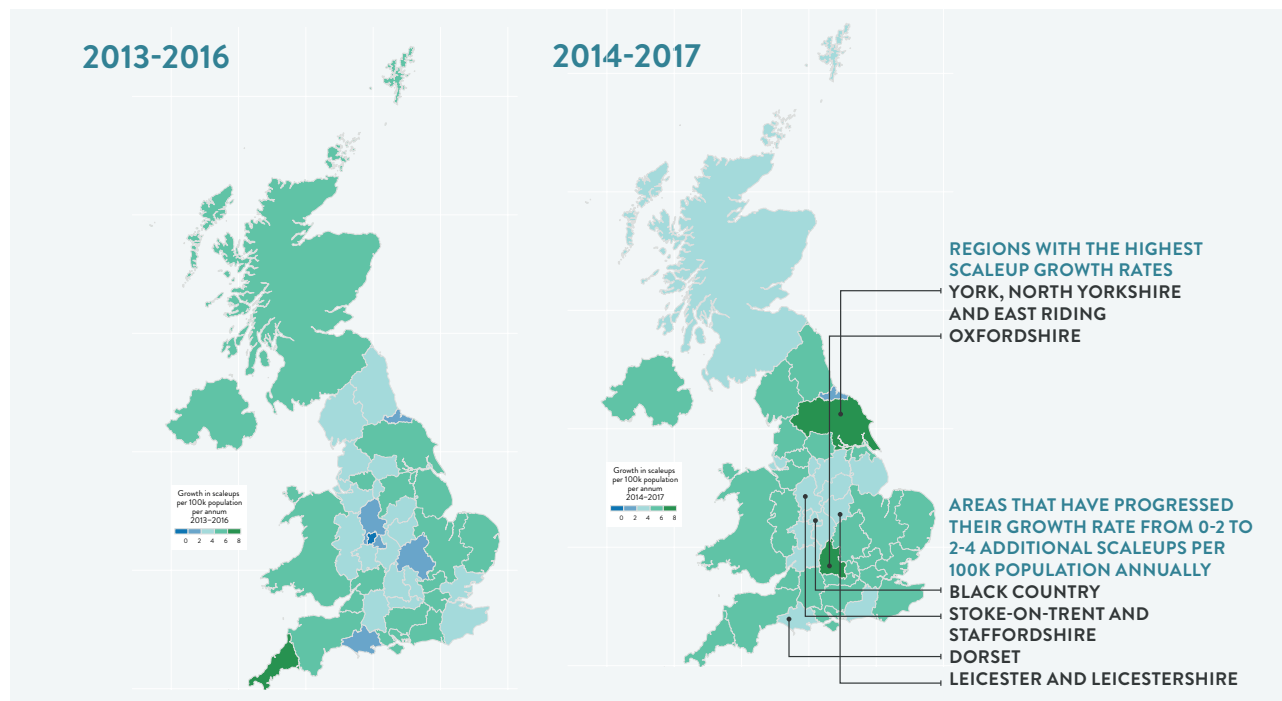 2013-2016
Growth in scaleups
per 100k population
per annum
2013–2016
0 2 4 6 8
2014-2017
Growth in scaleups
per 100k population
per annum
2014–2017
0 2 4 6 8
REGIONS WITH THE HIGHEST
SCALEUP GROWTH RATES
YORK, NORTH YORKSHIRE
AND EAST RIDING
OXFORDSHIRE
AREAS THAT HAVE PROGRESSED
THEIR GROWTH RATE FROM 0-2 TO
2-4 ADDITIONAL SCALEUPS PER
100K POPULATION ANNUALLY
BLACK COUNTRY
STOKE-ON-TRENT AND
STAFFORDSHIRE
DORSET
LEICESTER AND LEICESTERSHIRE